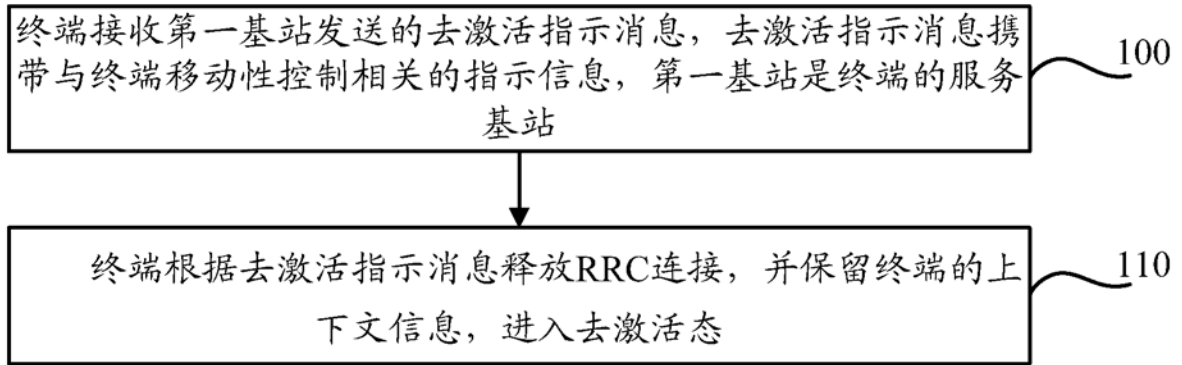 终端接收第一基站发送的去激活指示消息，去激活指示消息携
带与终端移动性控制相关的指示信息，第一基站是终端的服务
基站
100
终端根据去激活指示消息释放RRC连接，并保留终端的上
下文信息，进入去激活态
110